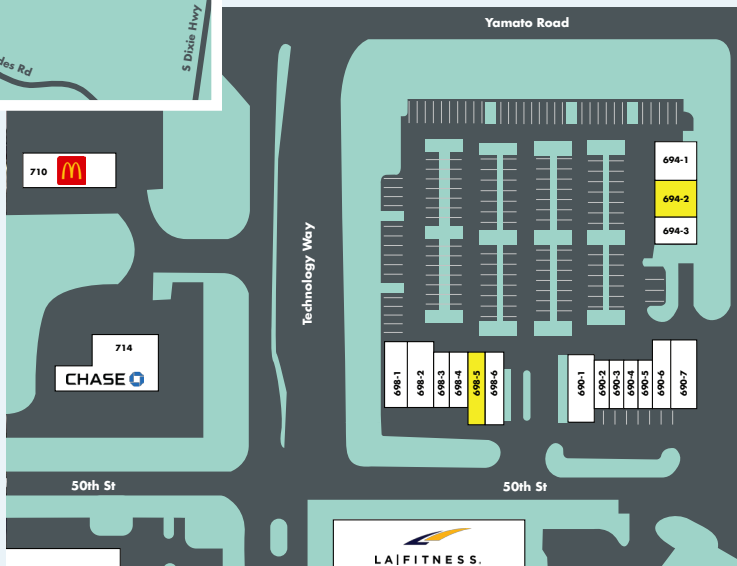 Yamato Road
S Dixie Hwy
des Rd
710
694-1
694-2
694-3
Technology Way
714
CHASE
698-1
698-2
698-3
698-4
698-5
698-6
690-1
690-2
690-3
690-4
690-5
690-6
690-7
50th St
50th St
LA|FITNESS.